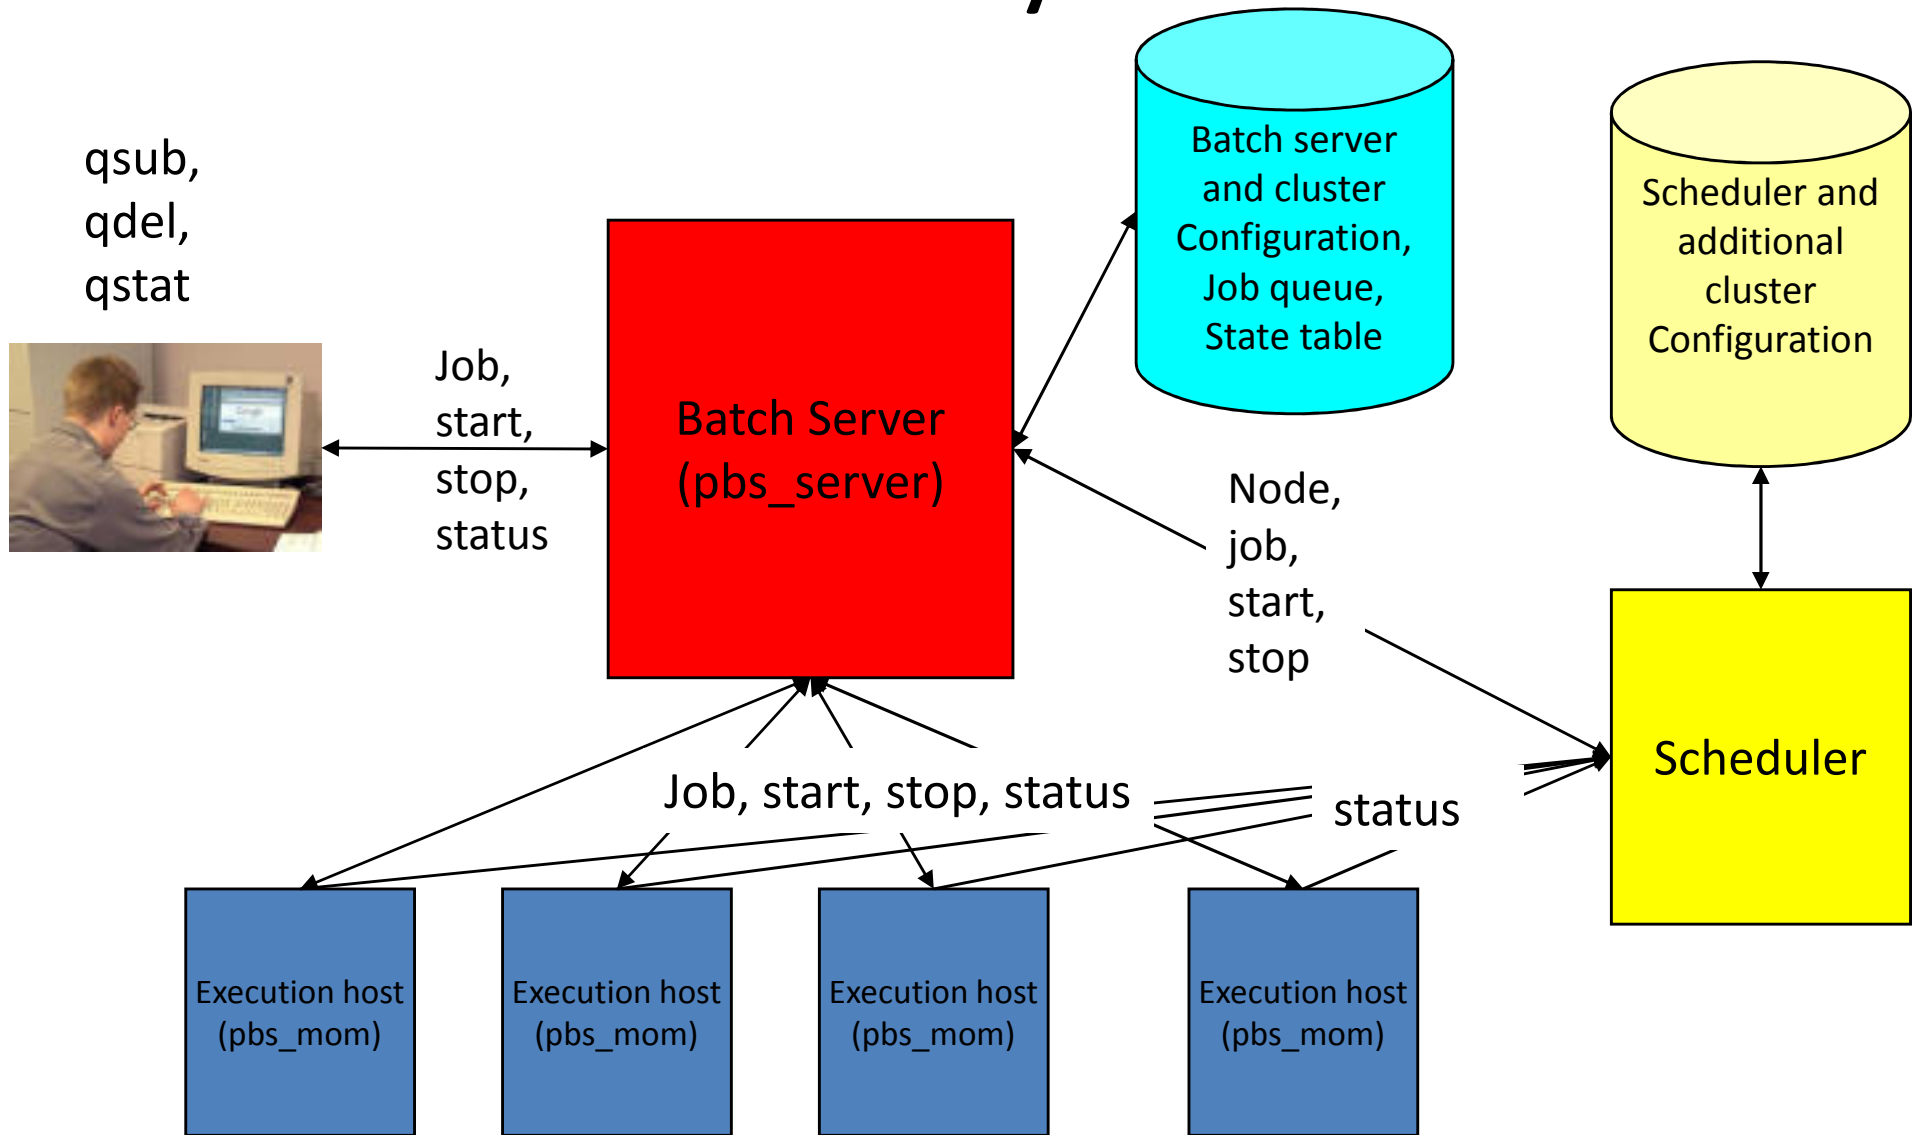 qsub,
qdel,
qstat
Job,
start,
stop,
status
Batch Server
(pbs_server)
Batch server
and cluster
Configuration,
Job queue,
State table
Scheduler and
additional
cluster
Configuration
Node,
job,
start,
stop
Scheduler
Job, start, stop, status
status
Execution host
(pbs_mom)
Execution host
(pbs_mom)
Execution host
(pbs_mom)
Execution host
(pbs_mom)